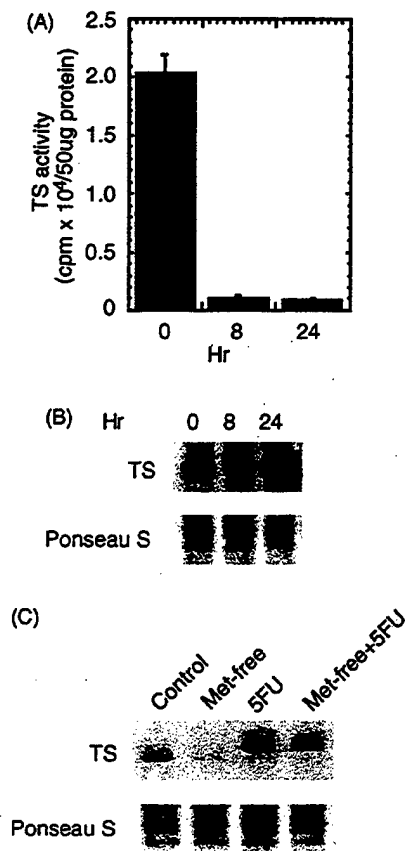 (A)
TS activity
(cpm x 10⁴/50ug protein)
2.5
2.0
1.5
1.0
0.5
0
0 8 24
Hr
(B) Hr 0 8 24
TS
Ponseau S
(C)
Control Met-free 5FU Met-free+5FU
TS
Ponseau S